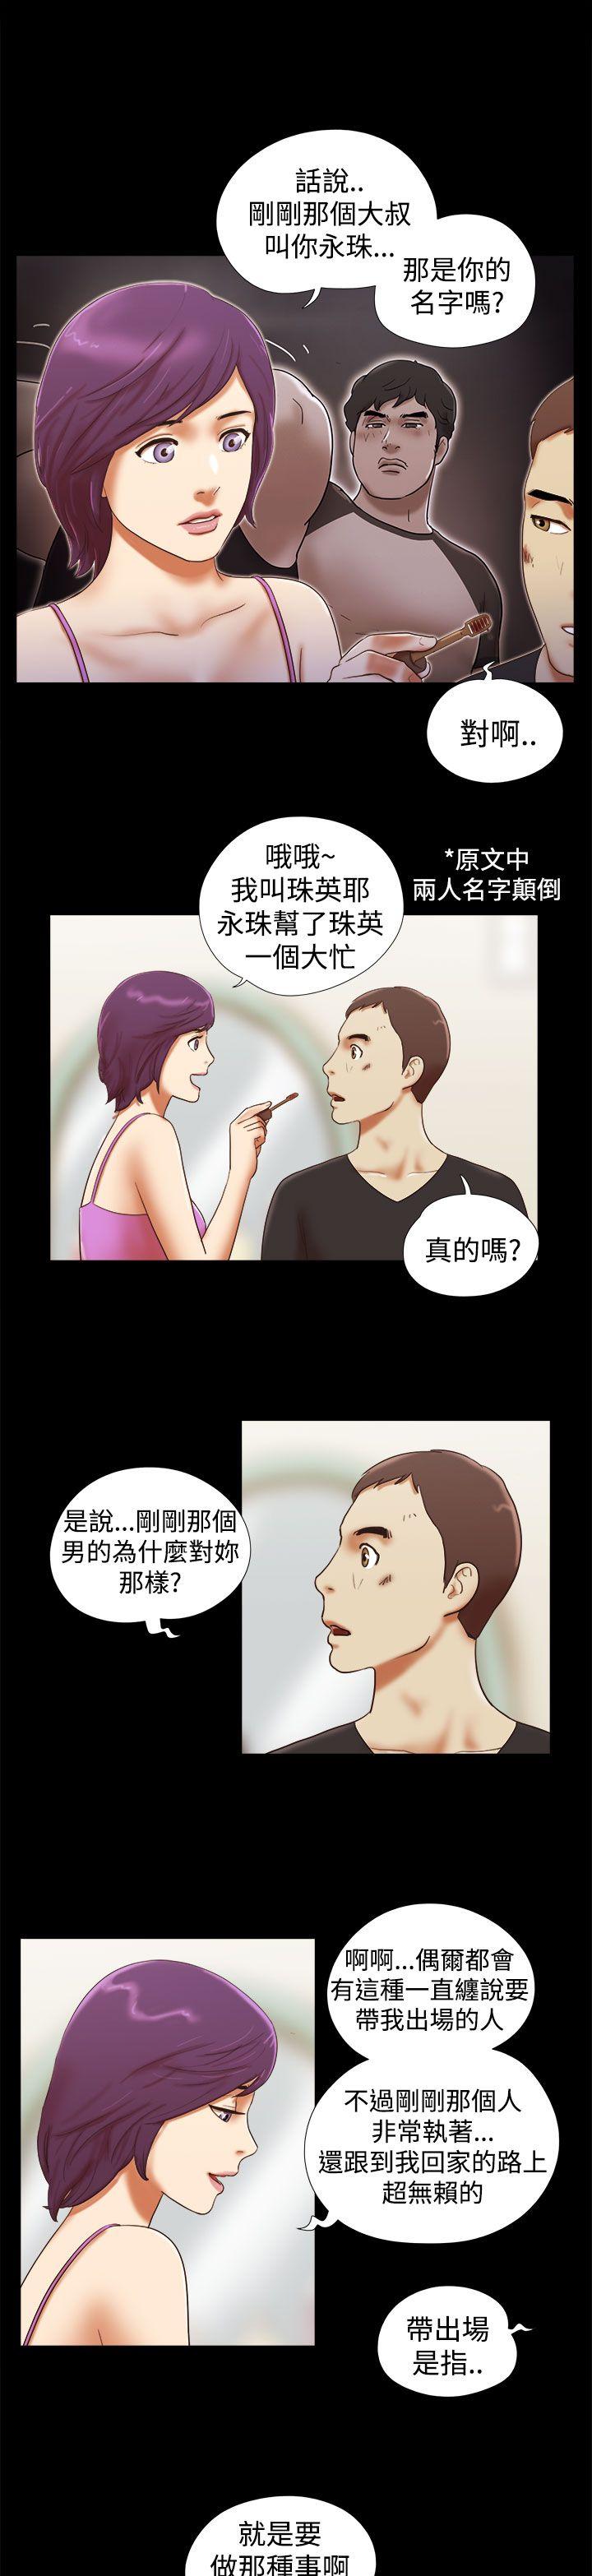 話說..
剛剛那個大叔
叫你永珠...
那是你的
名字嗎?
對啊..
哦哦~
我叫珠英耶
永珠幫了珠英
一個大忙
*原文中
兩人名字顛倒
真的嗎?
是說...剛剛那個
男的為什麼對妳
那樣?
啊啊...偶爾都會
有這種一直纏說要
帶我出場的人
不過剛剛那個人
非常執著...
還跟到我回家的路上
超無賴的
帶出場
是指..
就是要
做那種事啊